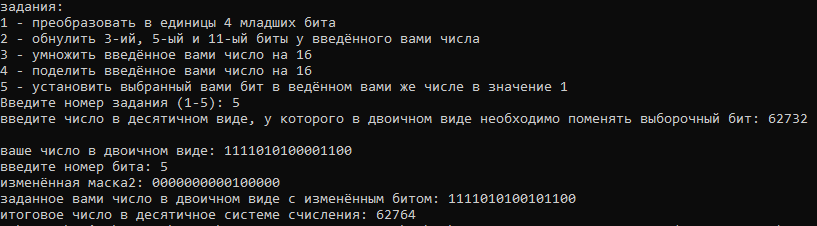 задания:
1 - преобразовать в единицы 4 младших бита
2 - обнулить 3-ий, 5-ый и 11-ый биты у введённого вами числа
3 - умножить введённое вами число на 16
4 - поделить введённое вами число на 16
5 - установить выбранный вами бит в ведённом вами же числе в значение 1
Введите номер задания (1-5): 5
введите число в десятичном виде, у которого в двоичном виде необходимо поменять выборочный бит: 62732
ваше число в двоичном виде: 1111010100001100
введите номер бита: 5
изменённая маска2: 0000000000100000
заданное вами число в двоичном виде с изменённым битом: 1111010100101100
итоговое число в десятичное системе счисления: 62764